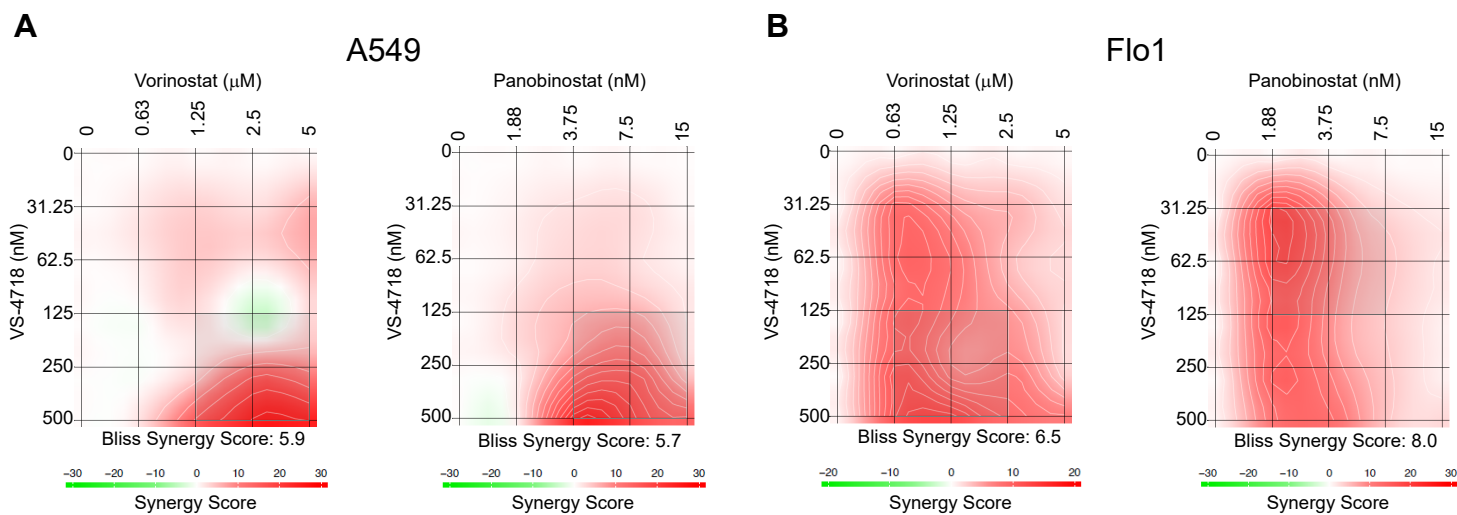 A
B
A549
Flo1
Vorinostat (μM)
Panobinostat (nM)
Vorinostat (μM)
Panobinostat (nM)
0 0.63 1.25 2.5 5
0 1.88 3.75 7.5 15
0 0.63 1.25 2.5 5
0 1.88 3.75 7.5 15
VS-4718 (nM)
0
31.25
62.5
125
250
500
VS-4718 (nM)
0
31.25
62.5
125
250
500
VS-4718 (nM)
0
31.25
62.5
125
250
500
VS-4718 (nM)
0
31.25
62.5
125
250
500
Bliss Synergy Score: 5.9
Bliss Synergy Score: 5.7
Bliss Synergy Score: 6.5
Bliss Synergy Score: 8.0
−30 −20 −10 0 10 20 30
−30 −20 −10 0 10 20 30
−20 −10 0 10 20
−30 −20 −10 0 10 20 30
Synergy Score
Synergy Score
Synergy Score
Synergy Score